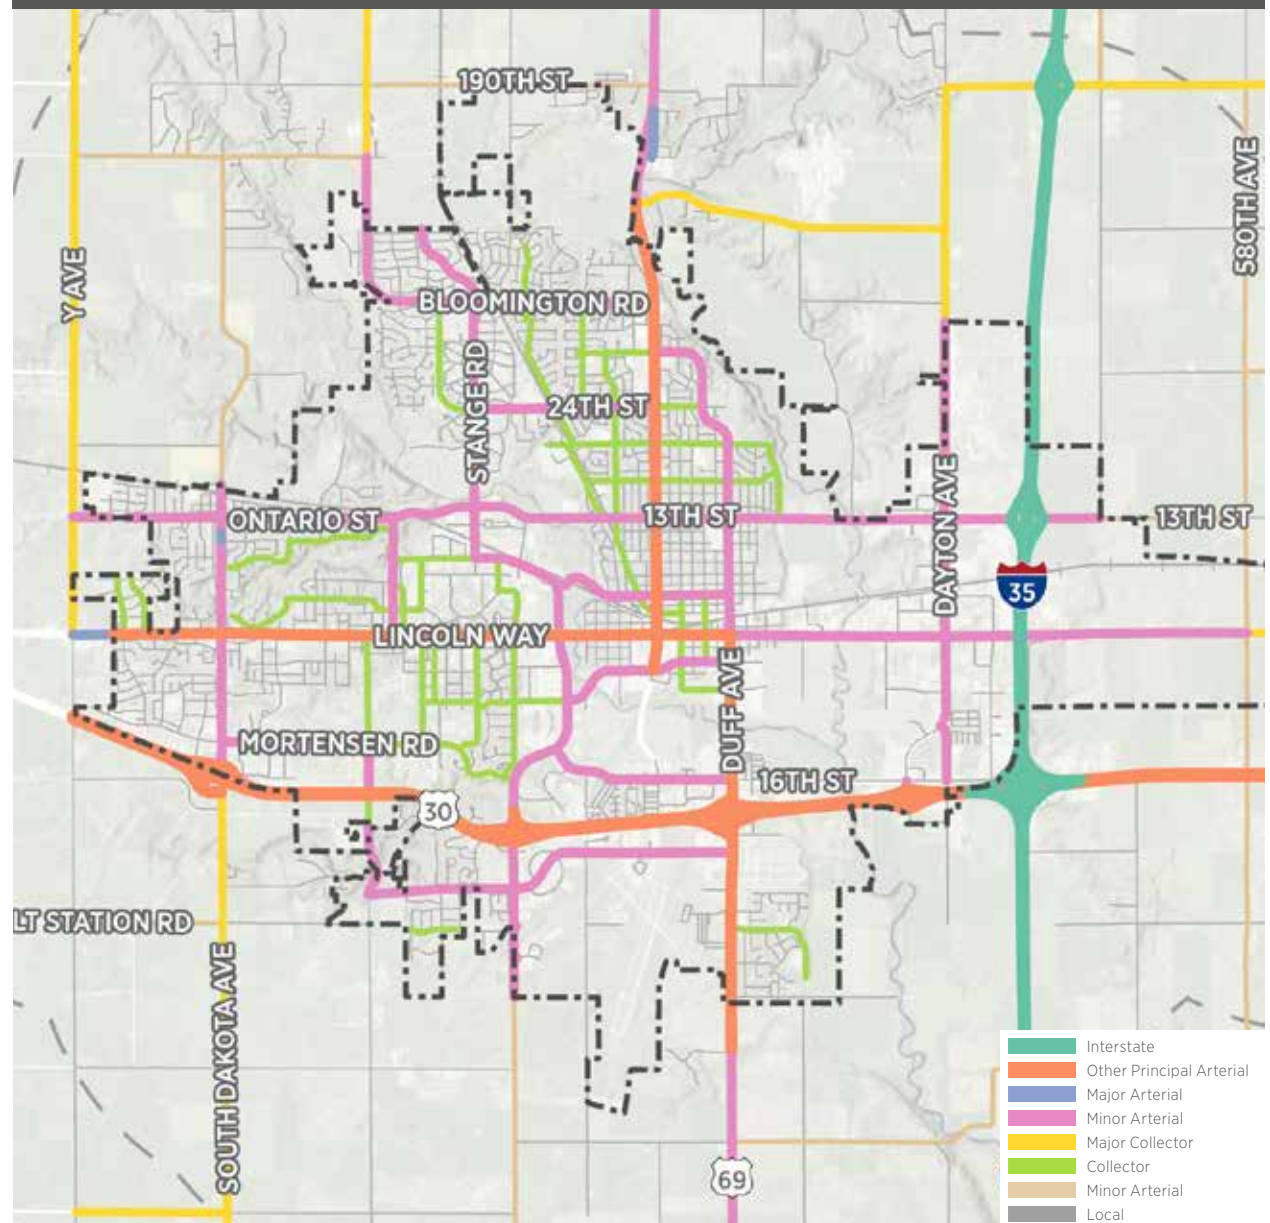 190TH ST
580TH AVE
Y AVE
BLOOMINGTON RD
STANGE RD
24TH ST
DAYTON AVE
ONTARIO ST
13TH ST
13TH ST
35
LINCOLN WAY
DUFF AVE
MORTENSEN RD
16TH ST
30
LT STATION RD
SOUTH DAKOTA AVE
69
Interstate
Other Principal Arterial
Major Arterial
Minor Arterial
Major Collector
Collector
Minor Arterial
Local